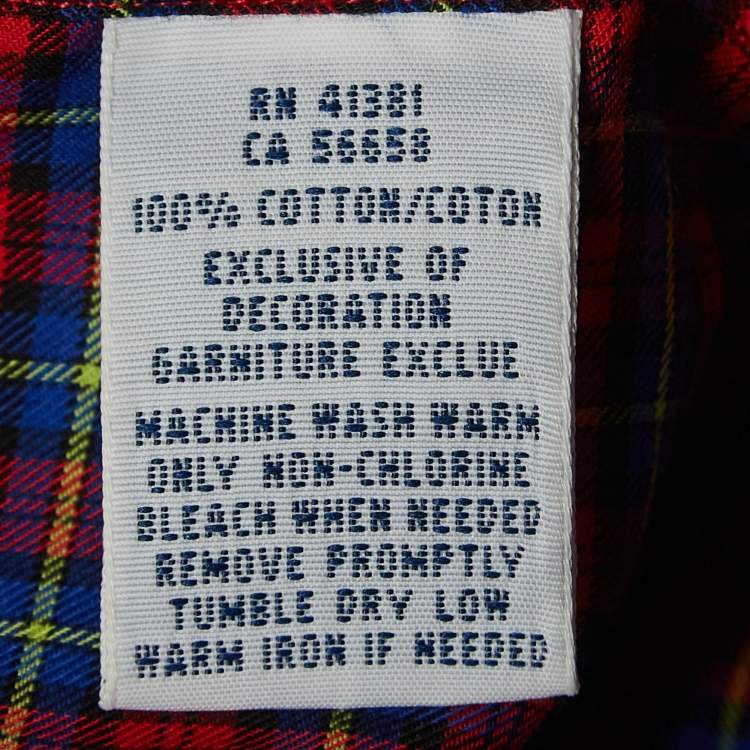 RN 41381
CA 56658
100% COTTON/COTON
EXCLUSIVE OF
DECORATION
GARNITURE EXCLUE
MACHINE WASH WARM
ONLY NON-CHLORINE
BLEACH WHEN NEEDED
REMOVE PROMPTLY
TUMBLE DRY LOW
WARM IRON IF NEEDED